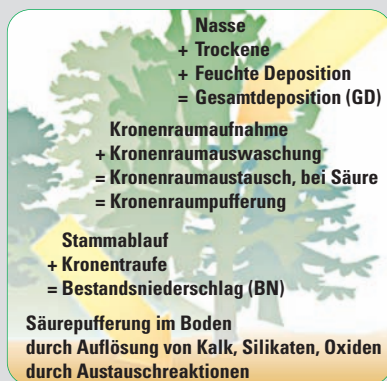 Nasse
+ Trockene
+ Feuchte Deposition
= Gesamtdeposition (GD)
Kronenraumaufnahme
+ Kronenraumauswaschung
= Kronenraumaustausch, bei Säure
= Kronenraumpufferung
Stammablauf
+ Kronentraufe
= Bestandsniederschlag (BN)
Säurepufferung im Boden
durch Auflösung von Kalk, Silikaten, Oxiden
durch Austauschreaktionen